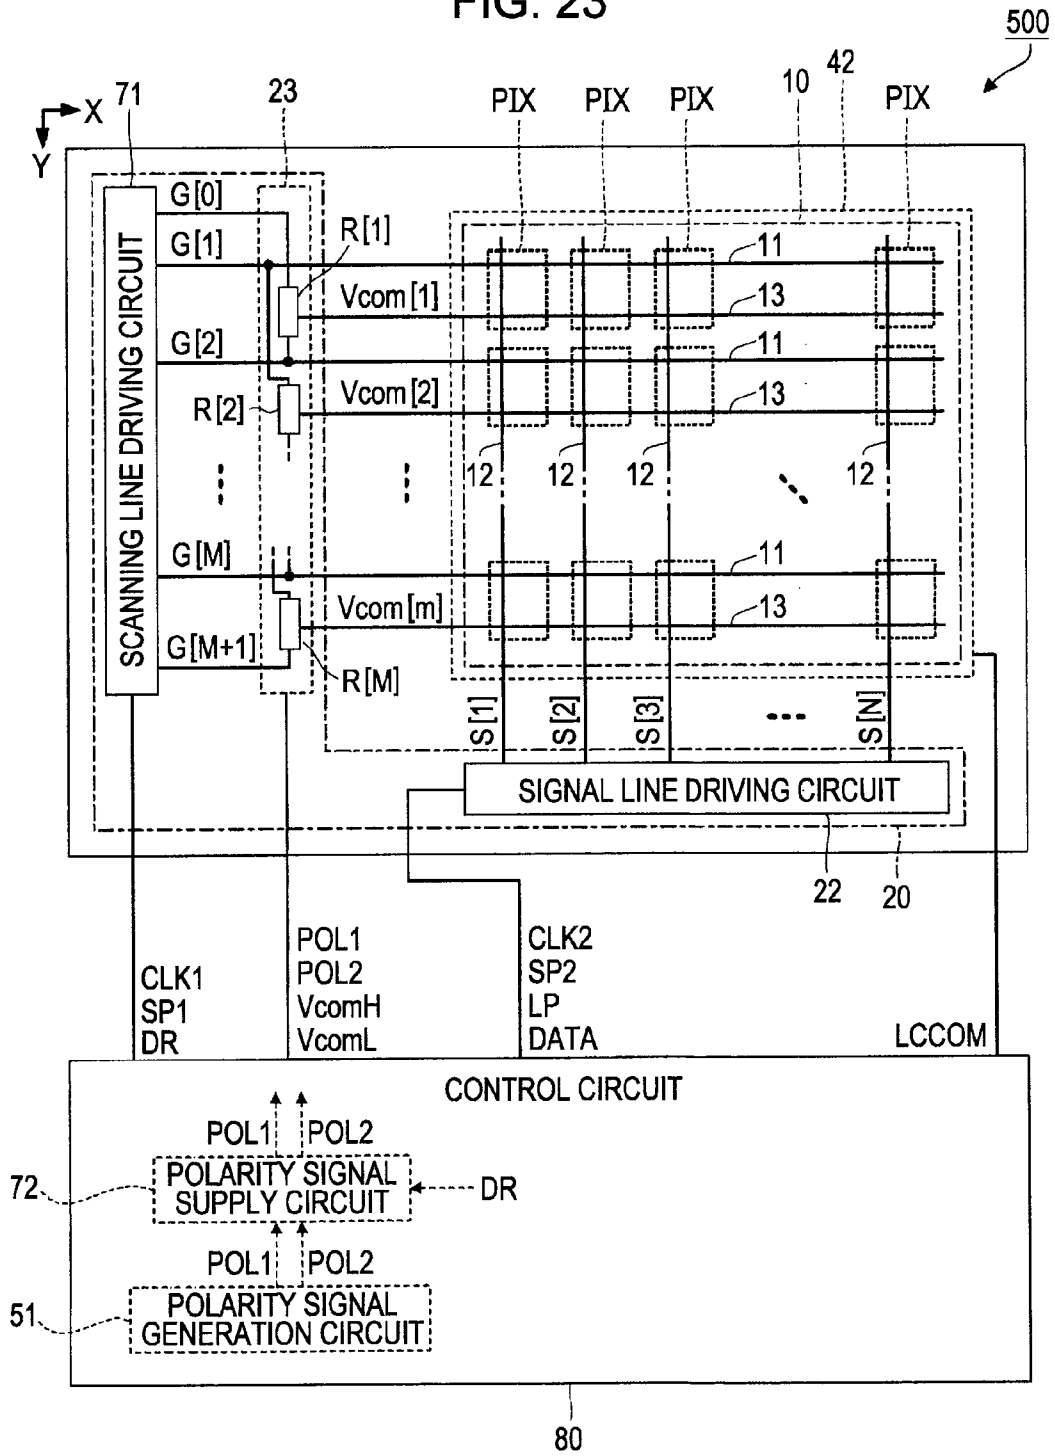 FIG. 23
500
71
23
PIX
PIX
PIX
10
42
PIX
X
Y
G[0]
G[1]
R[1]
11
Vcom[1]
13
G[2]
11
R[2]
Vcom[2]
13
12
12
12
12
SCANNING LINE DRIVING CIRCUIT
G[M]
11
Vcom[m]
13
G[M+1]
R[M]
S[1]
S[2]
S[3]
S[N]
SIGNAL LINE DRIVING CIRCUIT
22
20
CLK1
SP1
DR
POL1
POL2
VcomH
VcomL
CLK2
SP2
LP
DATA
LCCOM
CONTROL CIRCUIT
POL1
POL2
72
POLARITY SIGNAL
SUPPLY CIRCUIT
DR
POL1
POL2
51
POLARITY SIGNAL
GENERATION CIRCUIT
80